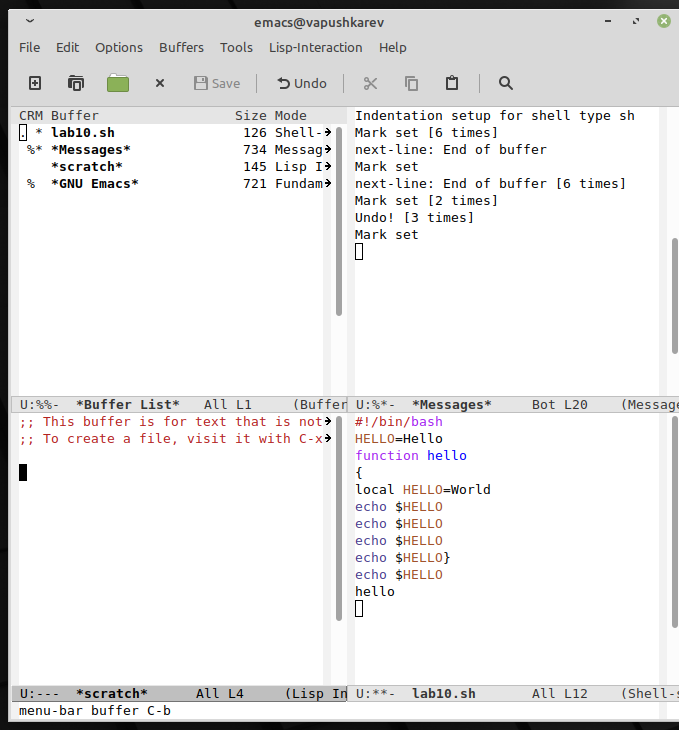 emacs@vapushkarev
File Edit Options Buffers Tools Lisp-Interaction Help
Save Undo
CRM Buffer Size Mode
. * lab10.sh 126 Shell-
%* *Messages* 734 Messag
*scratch* 145 Lisp I
% *GNU Emacs* 721 Fundam
U:%%- *Buffer List* All L1 (Buffer
Indentation setup for shell type sh
Mark set [6 times]
next-line: End of buffer
Mark set
next-line: End of buffer [6 times]
Mark set [2 times]
Undo! [3 times]
Mark set
U:%*- *Messages* Bot L20 (Message
;; This buffer is for text that is not
;; To create a file, visit it with C-x
U:--- *scratch* All L4 (Lisp In
#!/bin/bash
HELLO=Hello
function hello
{
local HELLO=World
echo $HELLO
echo $HELLO
echo $HELLO
echo $HELLO}
echo $HELLO
hello
U:**- lab10.sh All L12 (Shell-s
menu-bar buffer C-b